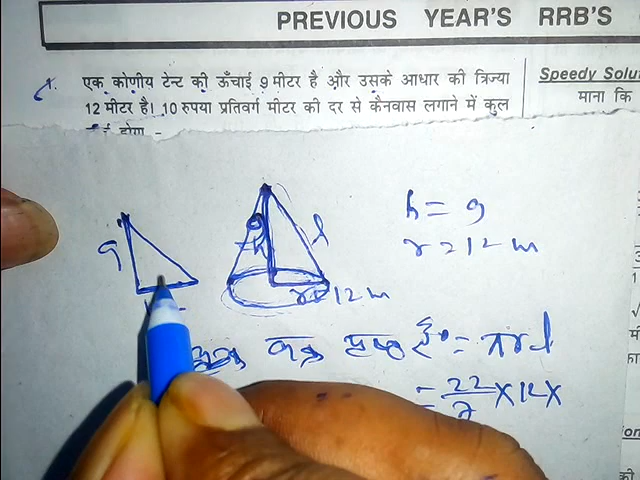 PREVIOUS YEAR'S RRB'S
1. एक कोणीय टेन्ट की ऊँचाई 9 मीटर है और उसके आधार की त्रिज्या
12 मीटर है। 10 रुपया प्रतिवर्ग मीटर की दर से कैनवास लगाने में कुल
होगा -
Speedy Solu
माना कि
h = 9
r = 12 m
9
h
l
r = 12 m
वक्र पृष्ठ = πrl
= 22/7 × 12 ×